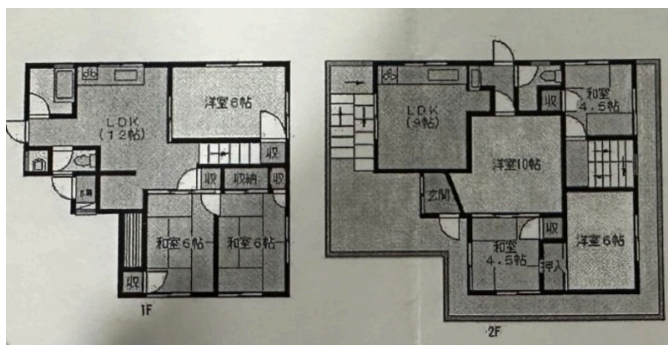 LDK
(12帖)
洋室6帖
収
収
収納
収
和室6帖
和室6帖
収
1F
LDK
(9帖)
収
和室
4.5帖
洋室10帖
玄関
収
和室
4.5帖
押入
洋室6帖
2F